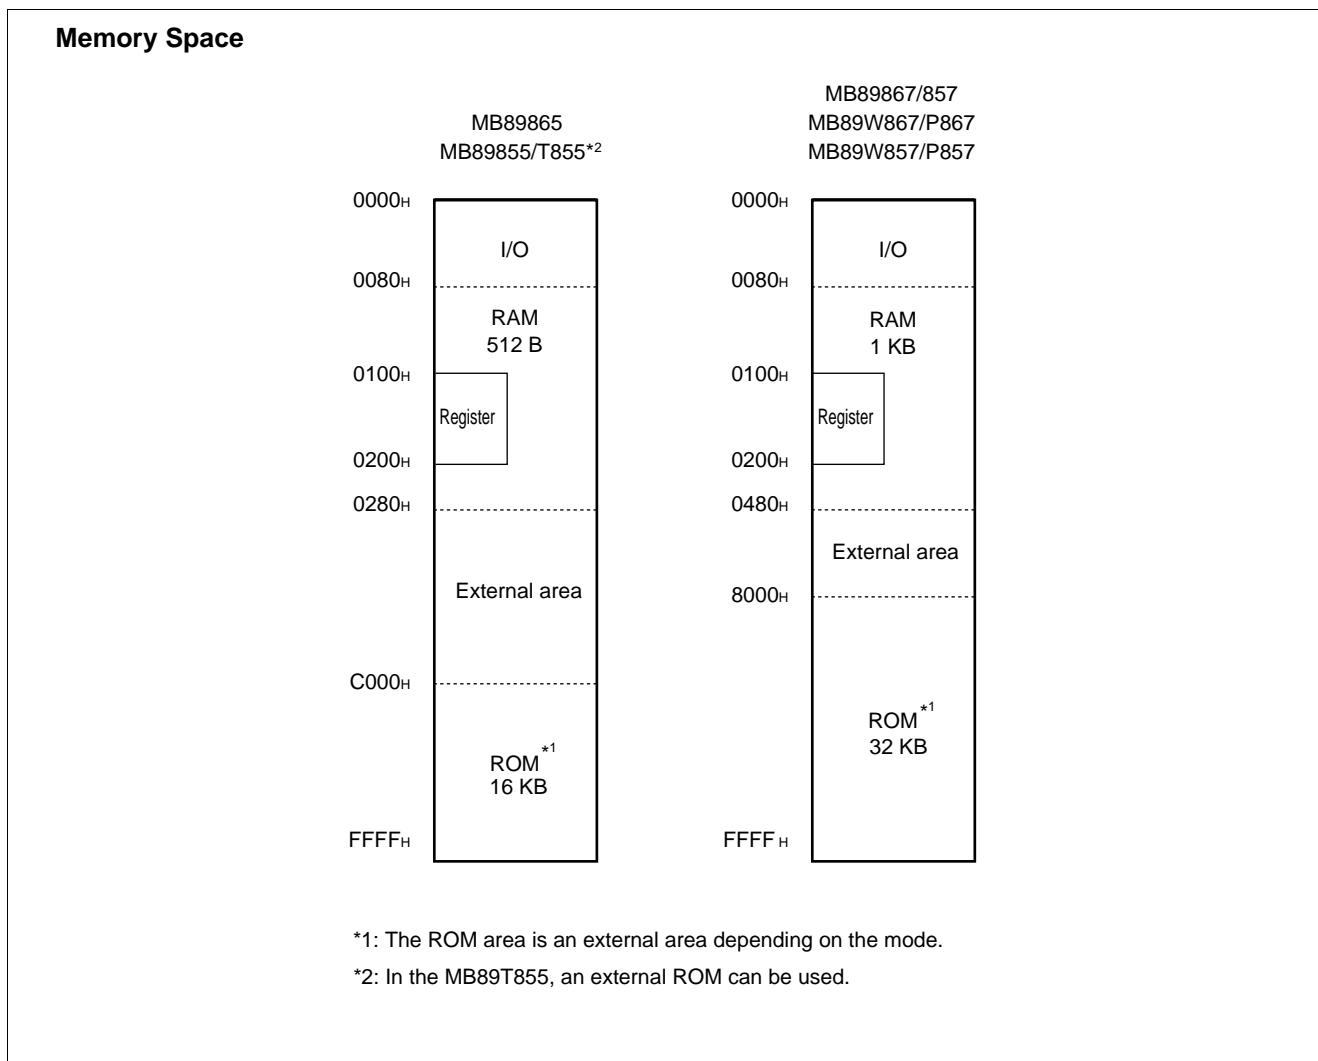 Memory Space
MB89865
MB89855/T855*2
0000H
I/O
0080H
RAM
512 B
0100H
Register
0200H
0280H
External area
C000H
ROM*1
16 KB
FFFFH
MB89867/857
MB89W867/P867
MB89W857/P857
0000H
I/O
0080H
RAM
1 KB
0100H
Register
0200H
0480H
External area
8000H
ROM*1
32 KB
FFFF H
*1: The ROM area is an external area depending on the mode.
*2: In the MB89T855, an external ROM can be used.